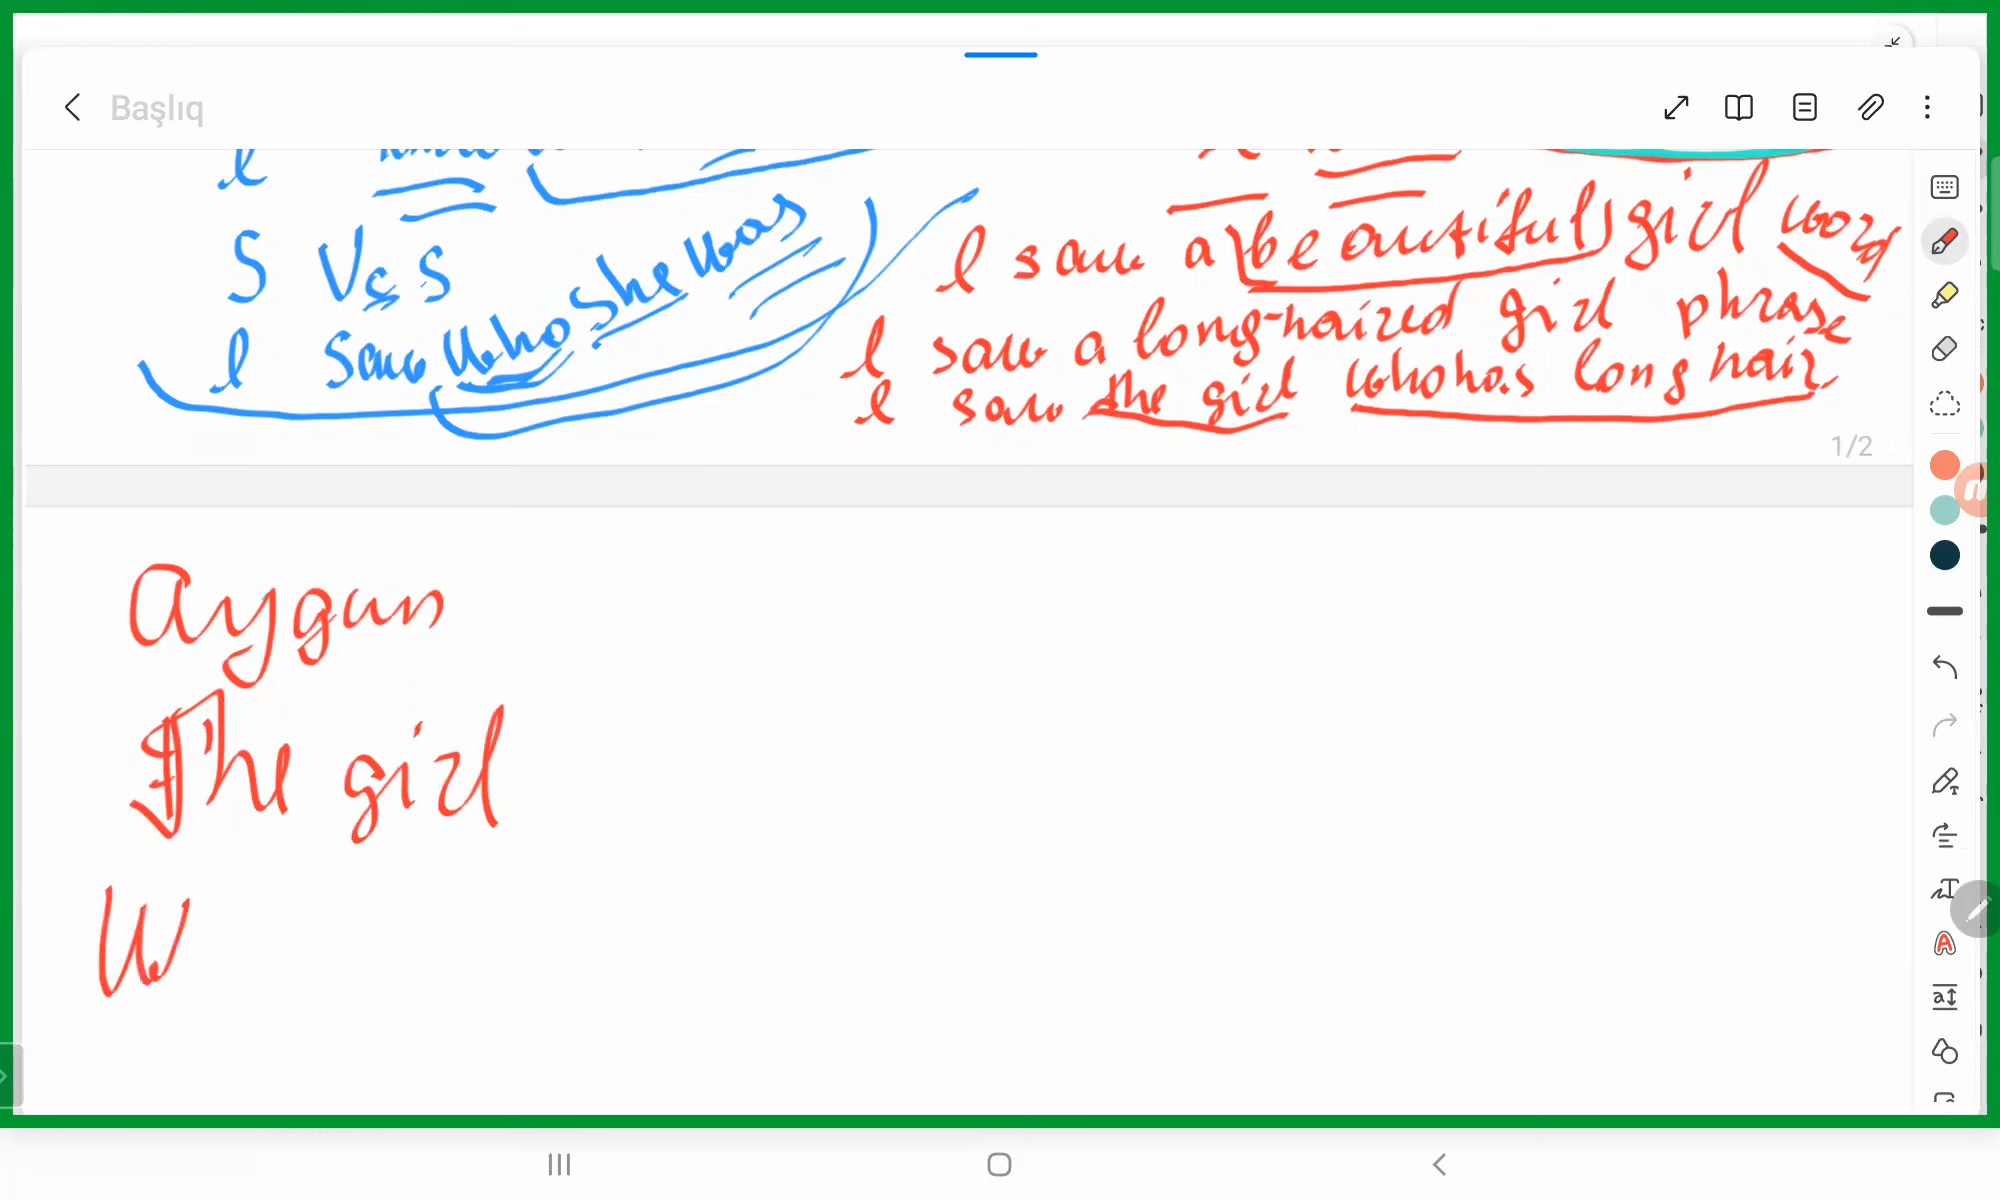 Başlıq
I
S V S
I saw who she was
I saw a beautiful girl word
I saw a long-haired girl phrase
I saw the girl who has long hair
1/2
Aygun
The girl
W